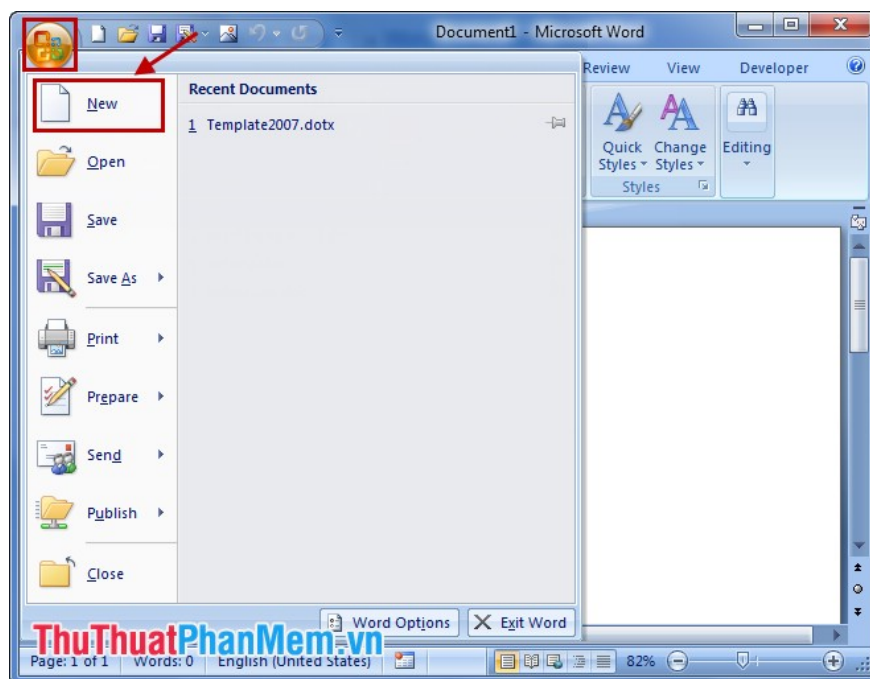 Document1 - Microsoft Word
Review View Developer
New
Recent Documents
1 Template2007.dotx
Open
Save
Save As
Print
Prepare
Send
Publish
Close
Quick Styles
Change Styles
Editing
Styles
Word Options
Exit Word
ThuThuatPhanMem.vn
Page: 1 of 1 Words: 0 English (United States) 82%